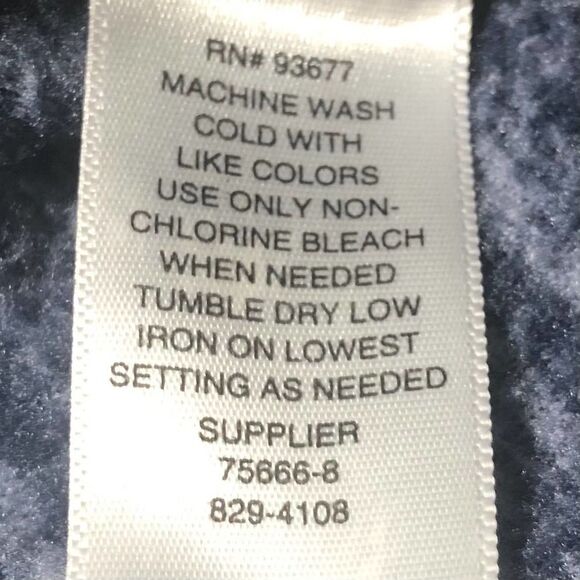 RN# 93677
MACHINE WASH
COLD WITH
LIKE COLORS
USE ONLY NON-
CHLORINE BLEACH
WHEN NEEDED
TUMBLE DRY LOW
IRON ON LOWEST
SETTING AS NEEDED
SUPPLIER
75666-8
829-4108